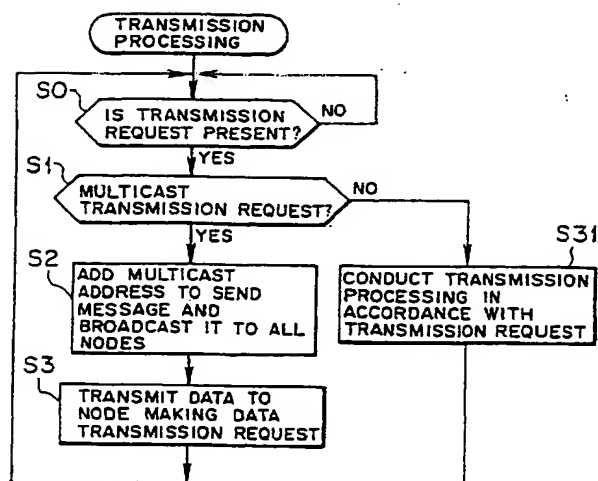 TRANSMISSION
PROCESSING
S0
IS TRANSMISSION
REQUEST PRESENT?
NO
YES
S1
MULTICAST
TRANSMISSION REQUEST?
NO
YES
S2
ADD MULTICAST
ADDRESS TO SEND
MESSAGE AND
BROADCAST IT TO ALL
NODES
S31
CONDUCT TRANSMISSION
PROCESSING IN
ACCORDANCE WITH
TRANSMISSION REQUEST
S3
TRANSMIT DATA TO
NODE MAKING DATA
TRANSMISSION REQUEST